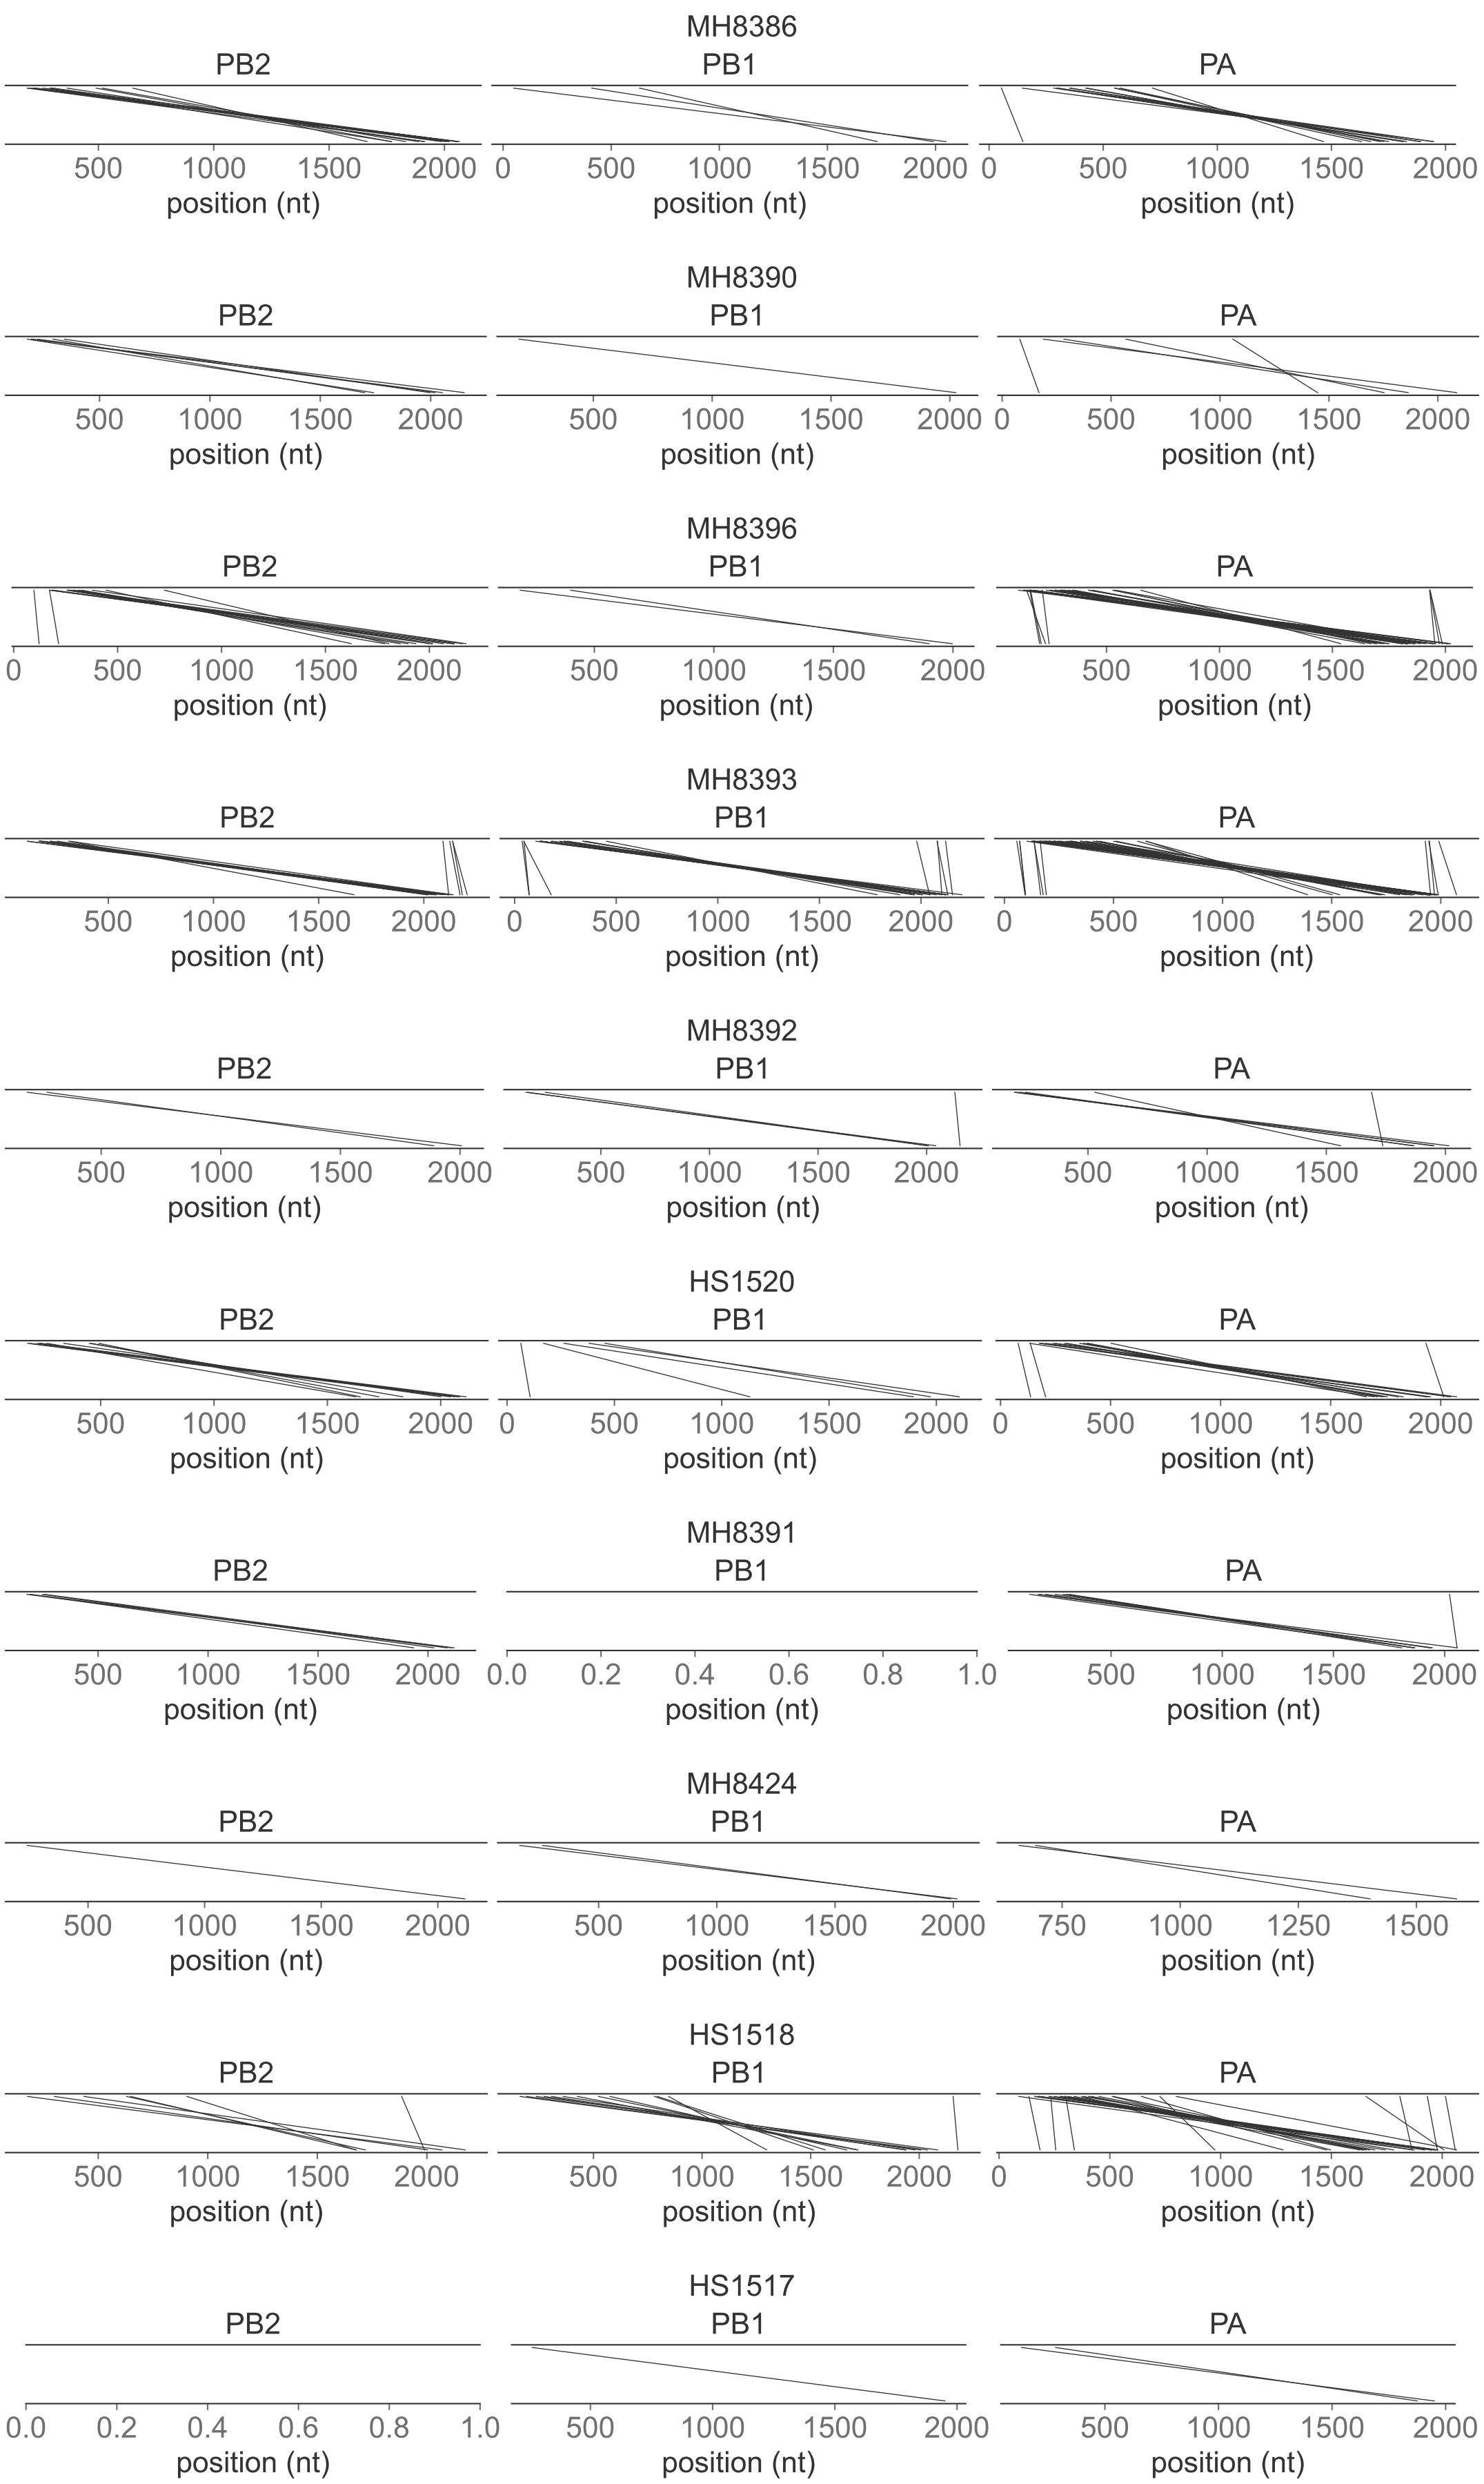 MH8386
PB2 PB1 PA
500 1000 1500 2000 0 500 1000 1500 2000 0 500 1000 1500 2000
position (nt) position (nt) position (nt)
MH8390
PB2 PB1 PA
500 1000 1500 2000 500 1000 1500 2000 0 500 1000 1500 2000
position (nt) position (nt) position (nt)
MH8396
PB2 PB1 PA
0 500 1000 1500 2000 500 1000 1500 2000 500 1000 1500 2000
position (nt) position (nt) position (nt)
MH8393
PB2 PB1 PA
500 1000 1500 2000 0 500 1000 1500 2000 0 500 1000 1500 2000
position (nt) position (nt) position (nt)
MH8392
PB2 PB1 PA
500 1000 1500 2000 500 1000 1500 2000 500 1000 1500 2000
position (nt) position (nt) position (nt)
HS1520
PB2 PB1 PA
500 1000 1500 2000 0 500 1000 1500 2000 0 500 1000 1500 2000
position (nt) position (nt) position (nt)
MH8391
PB2 PB1 PA
500 1000 1500 2000 0.0 0.2 0.4 0.6 0.8 1.0 500 1000 1500 2000
position (nt) position (nt) position (nt)
MH8424
PB2 PB1 PA
500 1000 1500 2000 500 1000 1500 2000 750 1000 1250 1500
position (nt) position (nt) position (nt)
HS1518
PB2 PB1 PA
500 1000 1500 2000 500 1000 1500 2000 0 500 1000 1500 2000
position (nt) position (nt) position (nt)
HS1517
PB2 PB1 PA
0.0 0.2 0.4 0.6 0.8 1.0 500 1000 1500 2000 500 1000 1500 2000
position (nt) position (nt) position (nt)